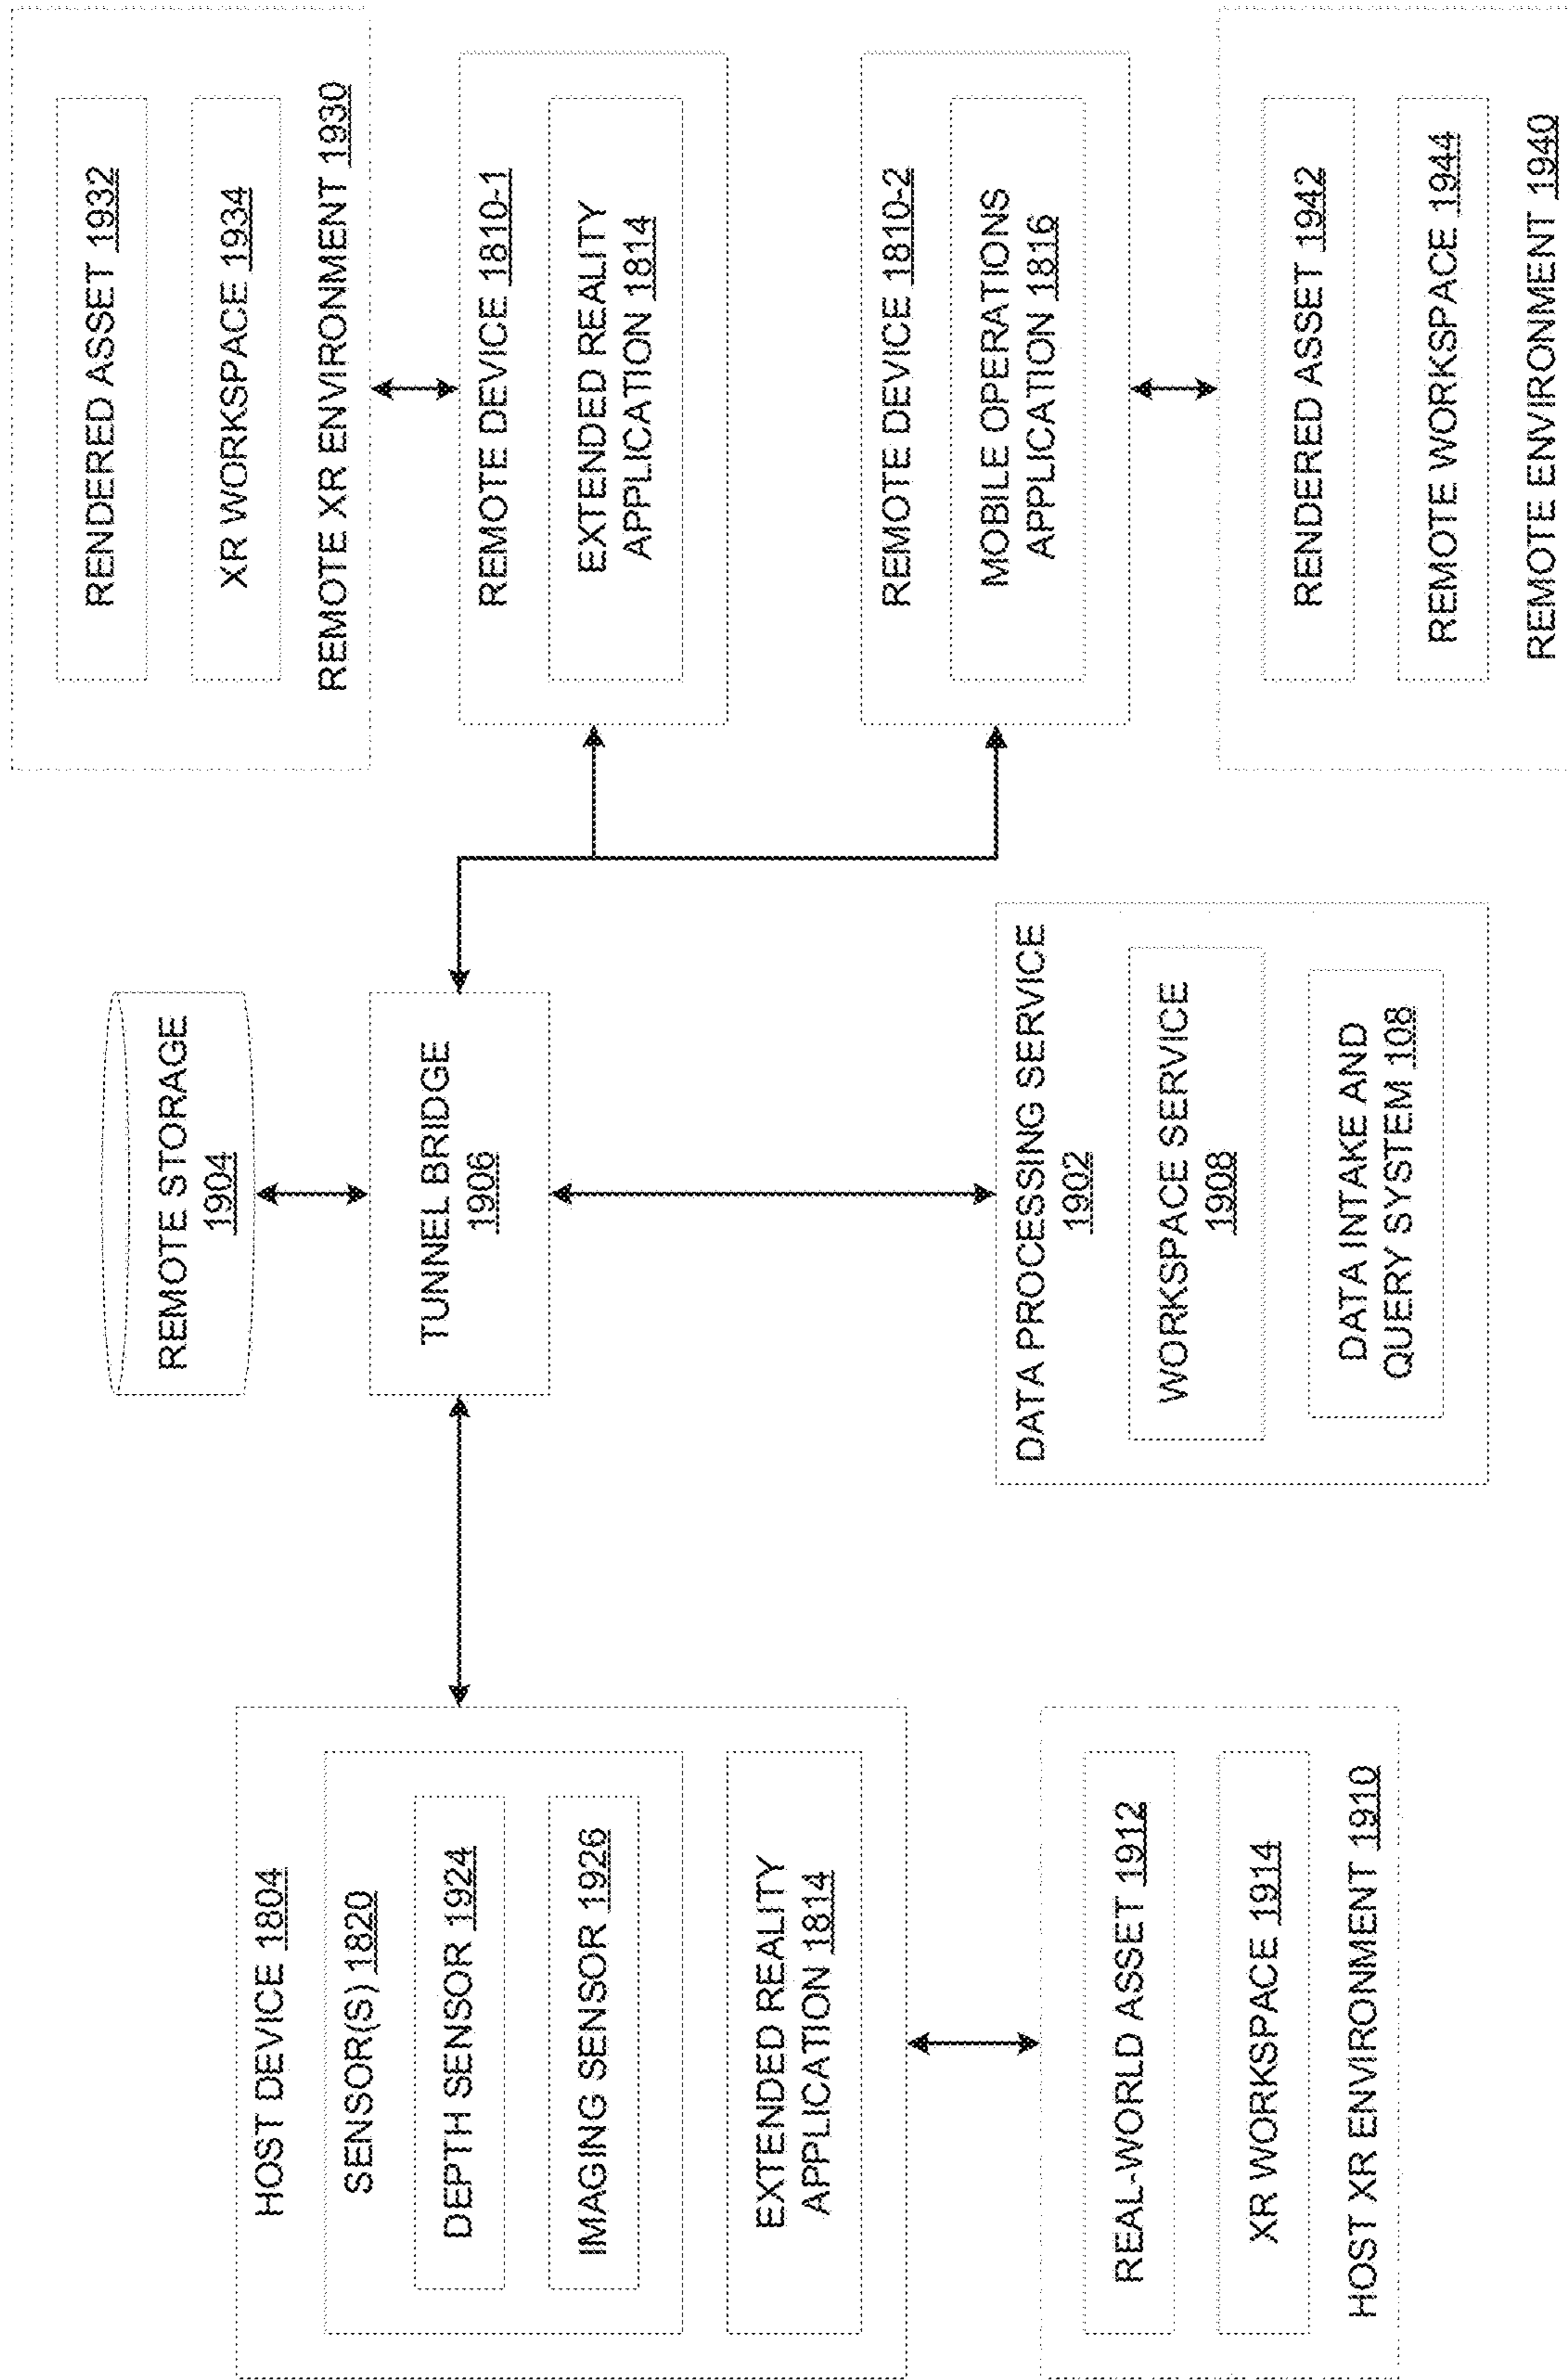 HOST DEVICE 1804
SENSOR(S) 1820
DEPTH SENSOR 1924
IMAGING SENSOR 1926
EXTENDED REALITY
APPLICATION 1814
REAL-WORLD ASSET 1912
XR WORKSPACE 1914
HOST XR ENVIRONMENT 1910
REMOTE STORAGE
1904
TUNNEL BRIDGE
1906
DATA PROCESSING SERVICE
1902
WORKSPACE SERVICE
1908
DATA INTAKE AND
QUERY SYSTEM 108
RENDERED ASSET 1932
XR WORKSPACE 1934
REMOTE XR ENVIRONMENT 1930
REMOTE DEVICE 1810-1
EXTENDED REALITY
APPLICATION 1814
REMOTE DEVICE 1810-2
MOBILE OPERATIONS
APPLICATION 1816
RENDERED ASSET 1942
REMOTE WORKSPACE 1944
REMOTE ENVIRONMENT 1940